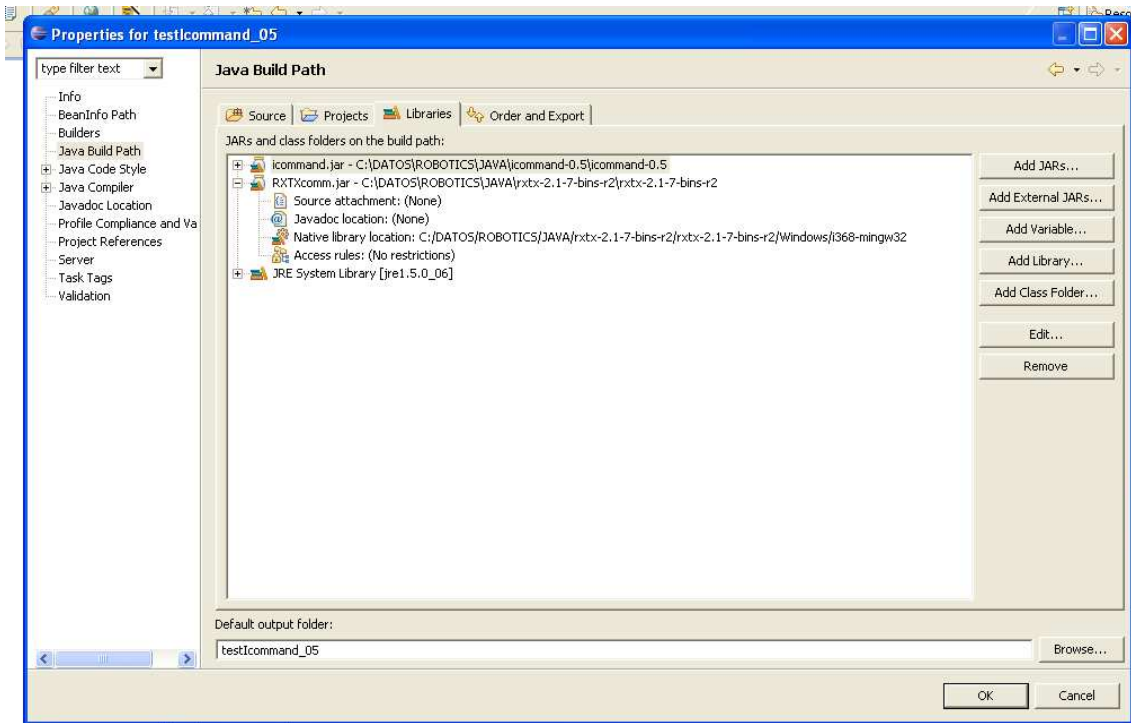 Reco
Properties for testIcommand_05
type filter text
Java Build Path
Info
BeanInfo Path
Builders
Java Build Path
Java Code Style
Java Compiler
Javadoc Location
Profile Compliance and Va
Project References
Server
Task Tags
Validation
Source Projects Libraries Order and Export
JARs and class folders on the build path:
icommand.jar - C:\DATOS\ROBOTICS\JAVA\icommand-0.5\icommand-0.5
RXTXcomm.jar - C:\DATOS\ROBOTICS\JAVA\rxtx-2.1-7-bins-r2\rxtx-2.1-7-bins-r2
Source attachment: (None)
Javadoc location: (None)
Native library location: C:/DATOS/ROBOTICS/JAVA/rxtx-2.1-7-bins-r2/rxtx-2.1-7-bins-r2/Windows/i368-mingw32
Access rules: (No restrictions)
JRE System Library [jre1.5.0_06]
Add JARs...
Add External JARs...
Add Variable...
Add Library...
Add Class Folder...
Edit...
Remove
Default output folder:
testIcommand_05
Browse...
OK Cancel